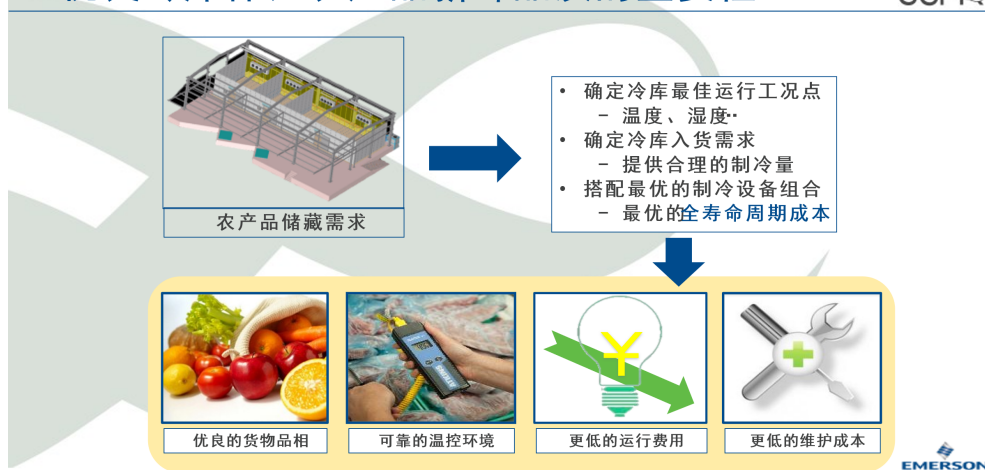 • 确定冷库最佳运行工况点
– 温度、湿度…
• 确定冷库入货需求
– 提供合理的制冷量
• 搭配最优的制冷设备组合
– 最优的全寿命周期成本
农产品储藏需求
优良的货物品相
可靠的温控环境
更低的运行费用
更低的维护成本
EMERSON